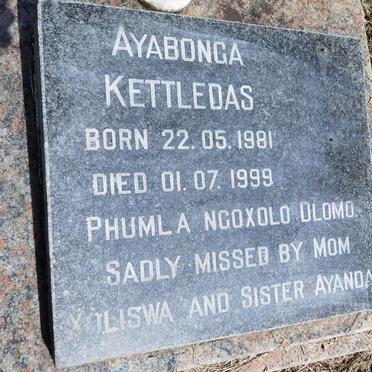 AYABONGA
KETTLEDAS
BORN 22.05.1981
DIED 01.07.1999
PHUMLA NGOXOLO DLOMO.
SADLY MISSED BY MOM
YOLISWA AND SISTER AYANDA